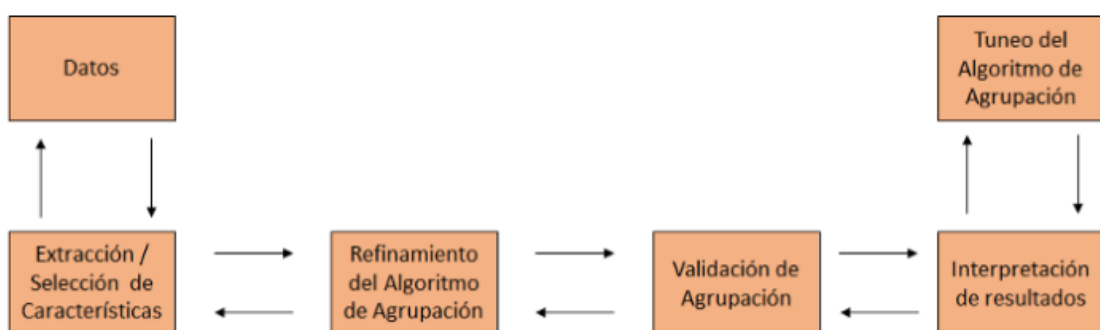 Datos
Tuneo del
Algoritmo de
Agrupación
Extracción /
Selección de
Característícas
Refinamiento
del Algoritmo
de Agrupación
Validación de
Agrupación
Interpretación
de resultados